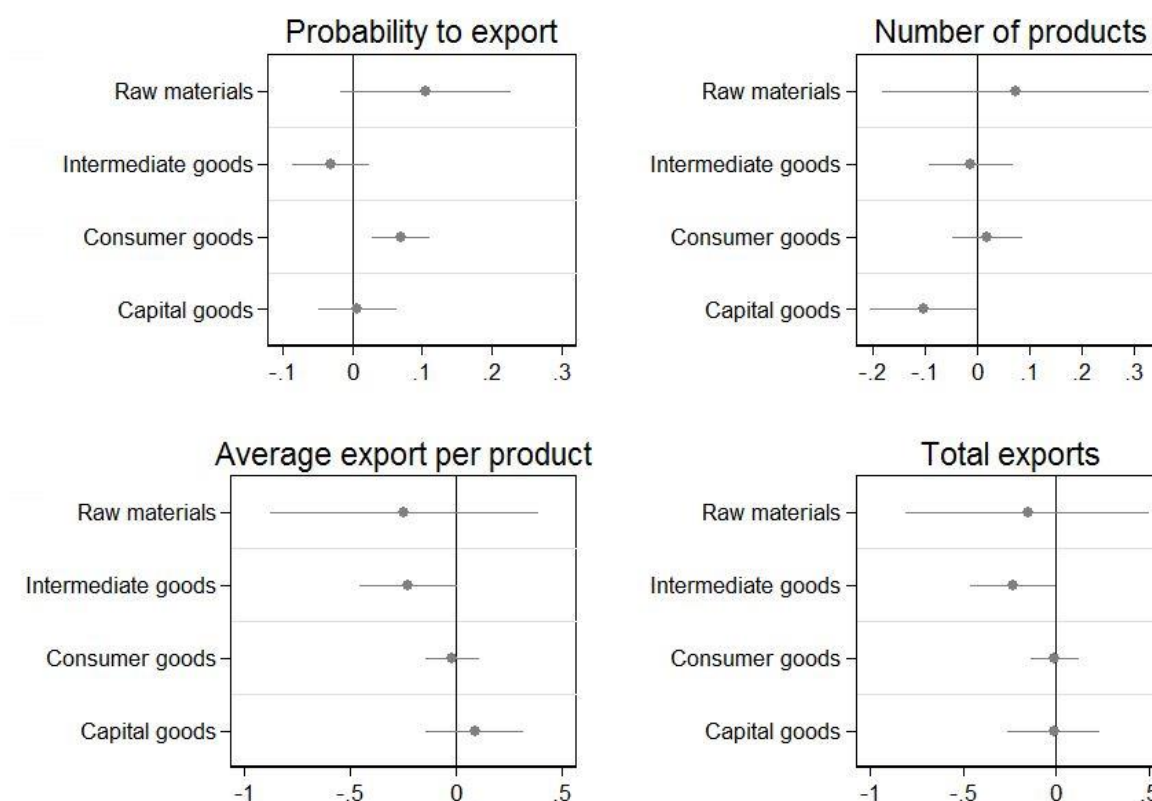 Probability to export
Raw materials
Intermediate goods
Consumer goods
Capital goods
-.1 0 .1 .2 .3
Number of products
Raw materials
Intermediate goods
Consumer goods
Capital goods
-.2 -.1 0 .1 .2 .3
Average export per product
Raw materials
Intermediate goods
Consumer goods
Capital goods
-1 -.5 0 .5
Total exports
Raw materials
Intermediate goods
Consumer goods
Capital goods
-1 -.5 0 .5